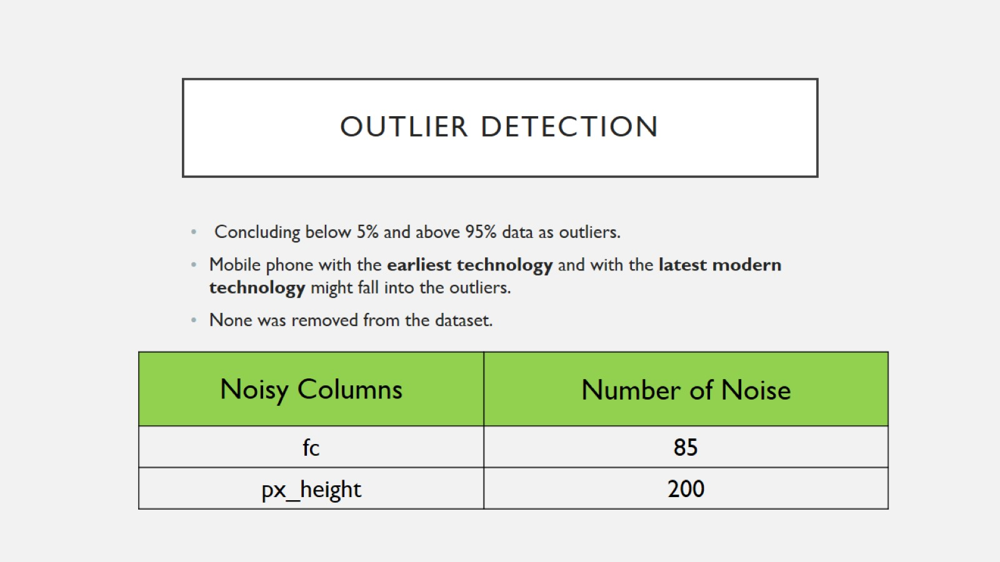 OUTLIER DETECTION
• Concluding below 5% and above 95% data as outliers.
• Mobile phone with the earliest technology and with the latest modern
technology might fall into the outliers.
• None was removed from the dataset.
Noisy Columns Number of Noise
fc 85
px_height 200